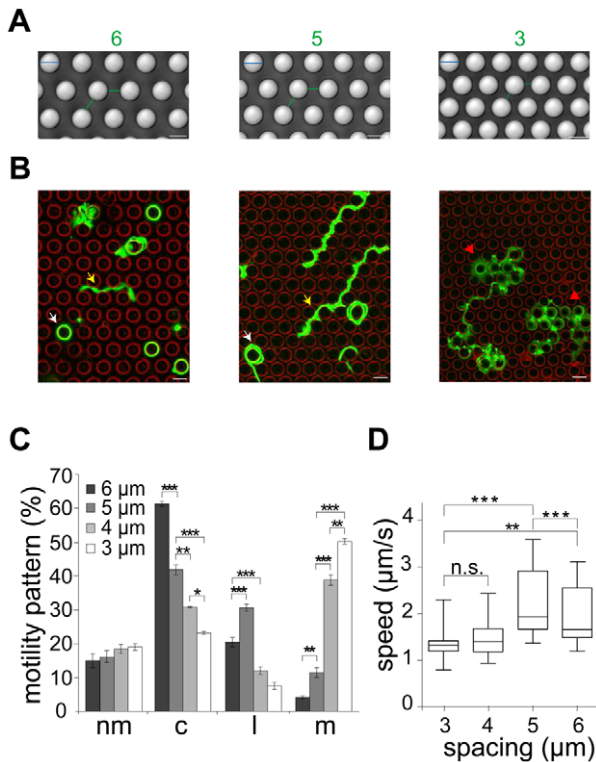 A
6 5 3
B
C
motility pattern (%)
70
60
50
40
30
20
10
0
6 µm
5 µm
4 µm
3 µm
***
***
**
*
***
***
**
***
***
**
nm c l m
D
speed (µm/s)
4
3
2
1
0
***
**
***
n.s.
3 4 5 6
spacing (µm)